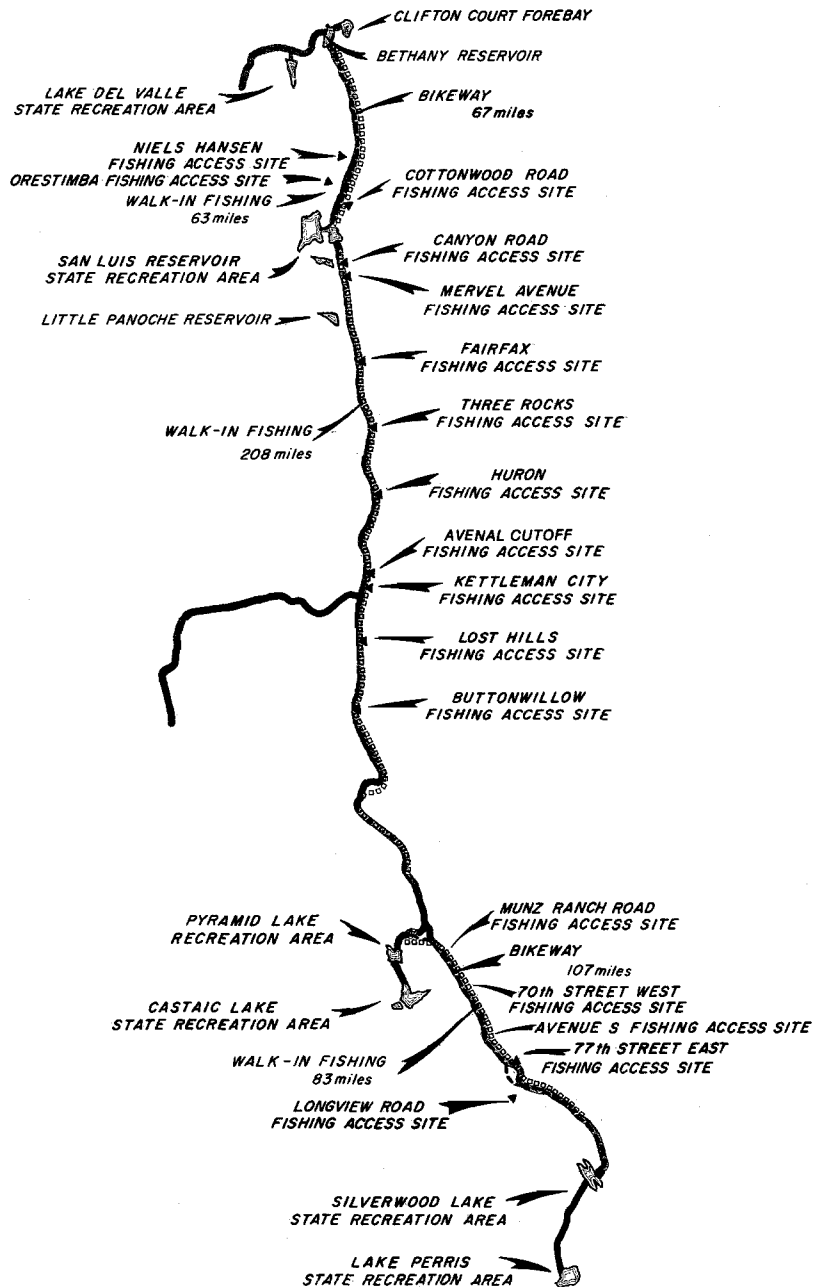 CLIFTON COURT FOREBAY
BETHANY RESERVOIR
LAKE DEL VALLE
STATE RECREATION AREA
BIKEWAY
67 miles
NIELS HANSEN
FISHING ACCESS SITE
ORESTIMBA FISHING ACCESS SITE
WALK-IN FISHING
63 miles
COTTONWOOD ROAD
FISHING ACCESS SITE
SAN LUIS RESERVOIR
STATE RECREATION AREA
CANYON ROAD
FISHING ACCESS SITE
MERVEL AVENUE
FISHING ACCESS SITE
LITTLE PANOCHE RESERVOIR
FAIRFAX
FISHING ACCESS SITE
WALK-IN FISHING
208 miles
THREE ROCKS
FISHING ACCESS SITE
HURON
FISHING ACCESS SITE
AVENAL CUTOFF
FISHING ACCESS SITE
KETTLEMAN CITY
FISHING ACCESS SITE
LOST HILLS
FISHING ACCESS SITE
BUTTONWILLOW
FISHING ACCESS SITE
PYRAMID LAKE
RECREATION AREA
MUNZ RANCH ROAD
FISHING ACCESS SITE
BIKEWAY
107 miles
CASTAIC LAKE
STATE RECREATION AREA
70th STREET WEST
FISHING ACCESS SITE
AVENUE S FISHING ACCESS SITE
WALK-IN FISHING
83 miles
77th STREET EAST
FISHING ACCESS SITE
LONGVIEW ROAD
FISHING ACCESS SITE
SILVERWOOD LAKE
STATE RECREATION AREA
LAKE PERRIS
STATE RECREATION AREA